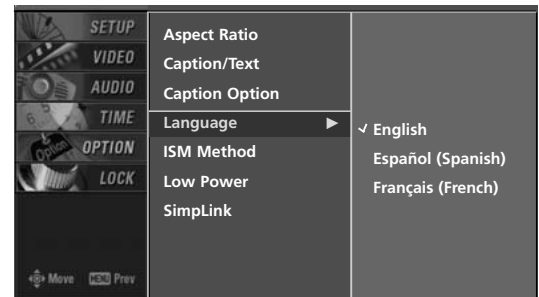 SETUP
VIDEO
AUDIO
TIME
OPTION
LOCK
Move MENU Prev
Aspect Ratio
Caption/Text
Caption Option
Language ▶
ISM Method
Low Power
SimpLink
✓ English
Español (Spanish)
Français (French)